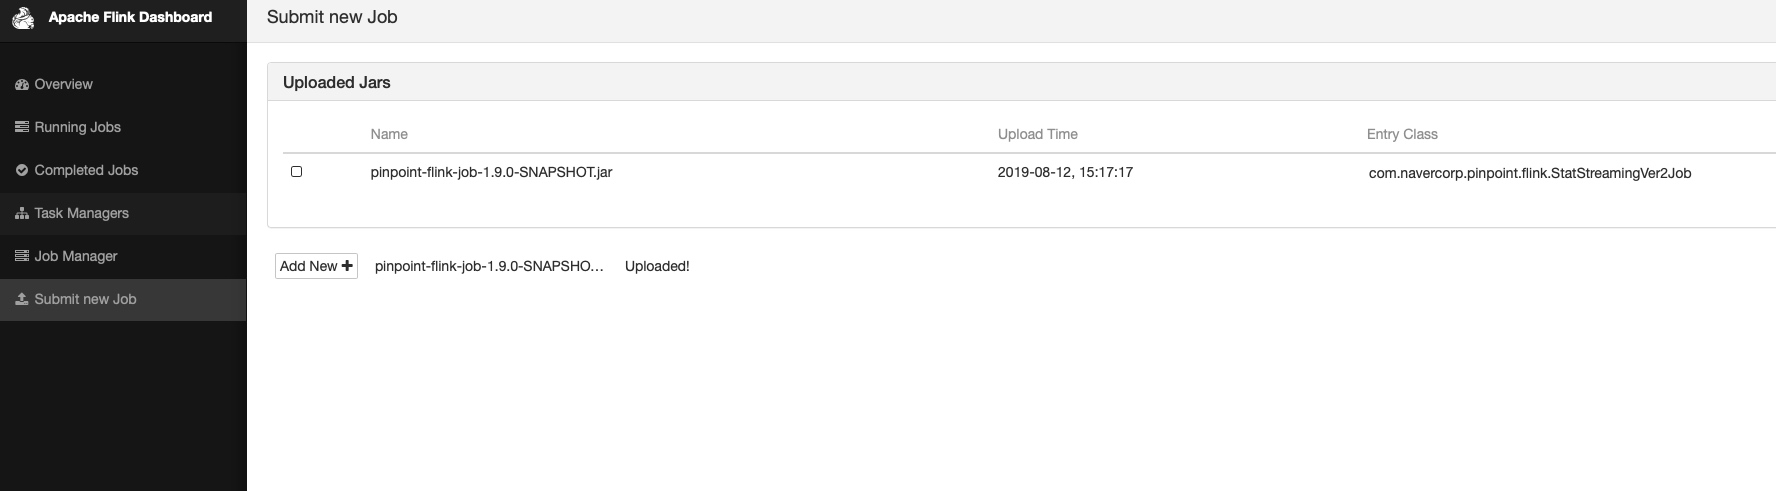 Apache Flink Dashboard
Submit new Job
Overview
Running Jobs
Completed Jobs
Task Managers
Job Manager
Submit new Job
Uploaded Jars
Name Upload Time Entry Class
pinpoint-flink-job-1.9.0-SNAPSHOT.jar 2019-08-12, 15:17:17 com.navercorp.pinpoint.flink.StatStreamingVer2Job
Add New + pinpoint-flink-job-1.9.0-SNAPSHO... Uploaded!